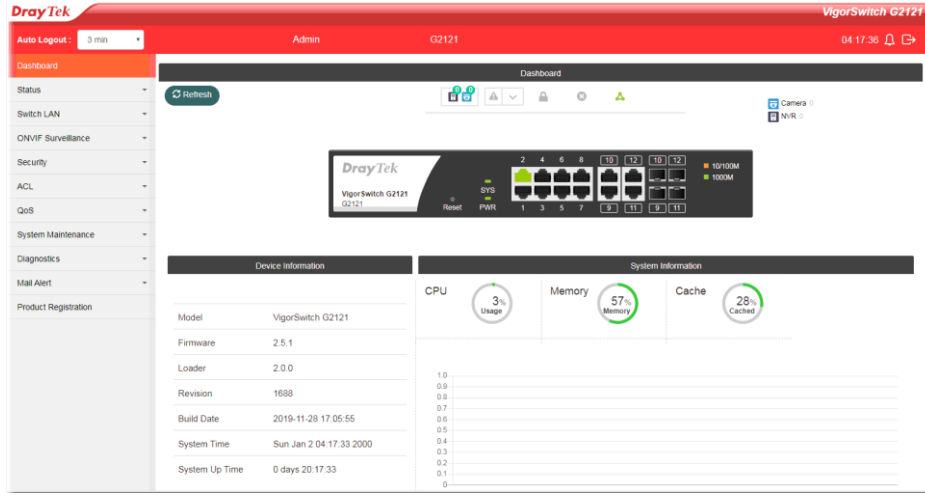 DrayTek
VigorSwitch G2121
Auto Logout : 3 min
Admin
G2121
04:17:36
Dashboard
Status
Switch LAN
ONVIF Surveillance
Security
ACL
QoS
System Maintenance
Diagnostics
Mail Alert
Product Registration
Dashboard
Refresh
0 0
Camera 0
NVR 0
DrayTek
VigorSwitch G2121
G2121
Reset
SYS
PWR
2 4 6 8 10 12 10 12
1 3 5 7 9 11 9 11
10/100M
1000M
Device Information
Model VigorSwitch G2121
Firmware 2.5.1
Loader 2.0.0
Revision 1688
Build Date 2019-11-28 17:05:55
System Time Sun Jan 2 04:17:33 2000
System Up Time 0 days 20:17:33
System Information
CPU
3%
Usage
Memory
57%
Memory
Cache
28%
Cached
1.0
0.9
0.8
0.7
0.6
0.5
0.4
0.3
0.2
0.1
0